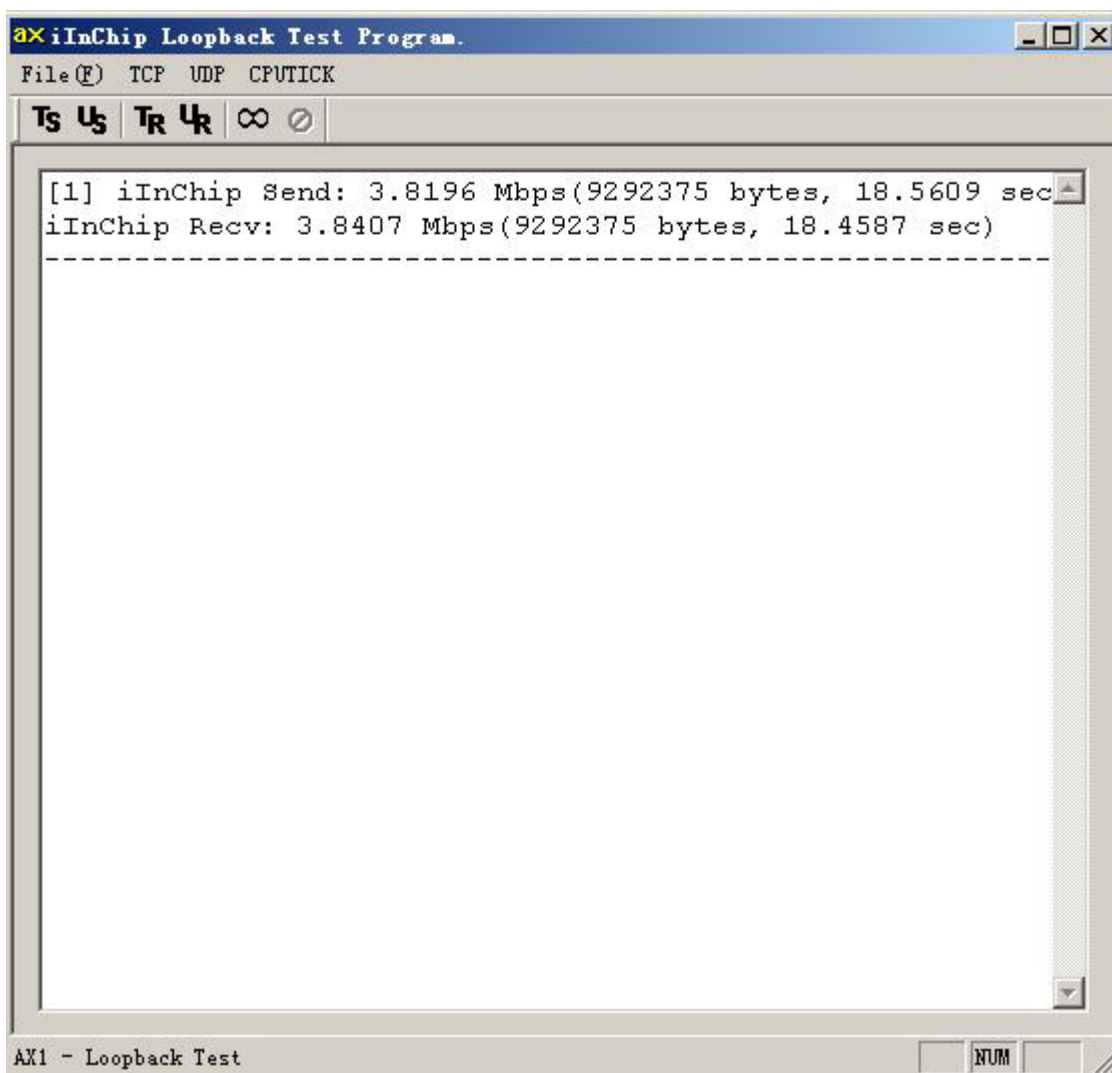 ax iInChip Loopback Test Program.
File(F) TCP UDP CPUTICK
Ts Us TR UR
[1] iInChip Send: 3.8196 Mbps(9292375 bytes, 18.5609 sec
iInChip Recv: 3.8407 Mbps(9292375 bytes, 18.4587 sec)
--------------------------------------------------------
AX1 - Loopback Test NUM